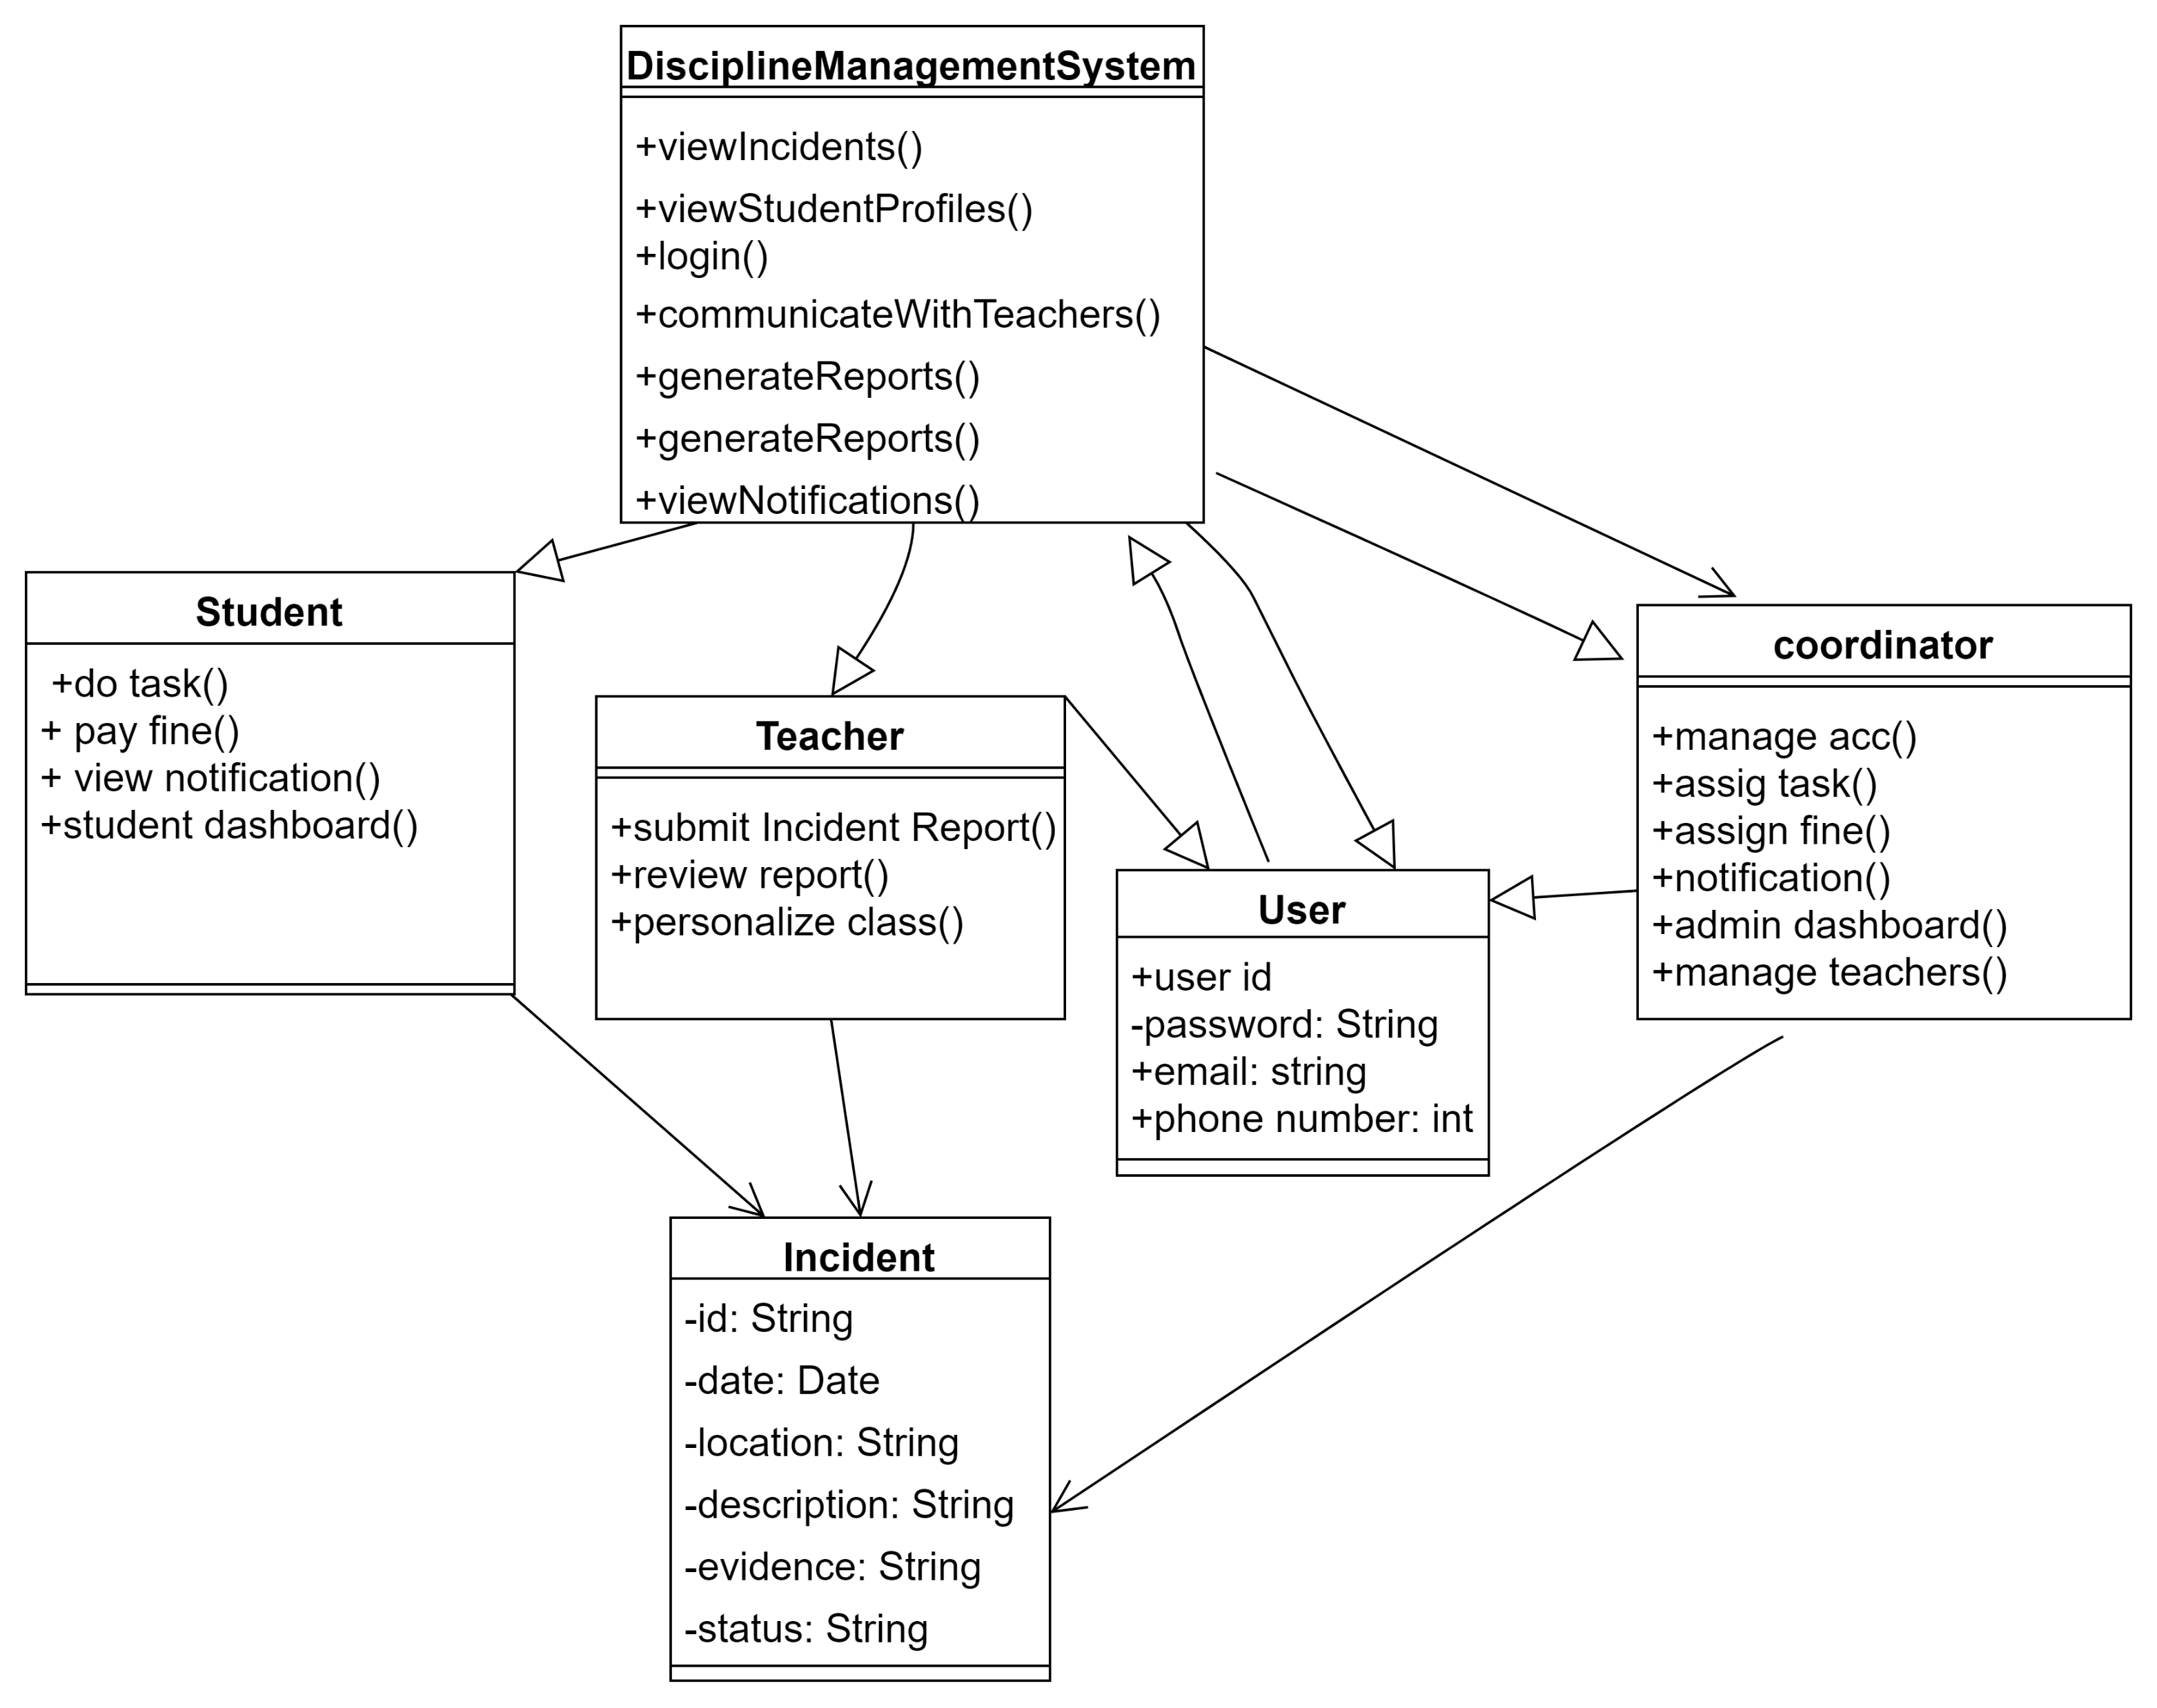 DisciplineManagementSystem
+viewIncidents()
+viewStudentProfiles()
+login()
+communicateWithTeachers()
+generateReports()
+generateReports()
+viewNotifications()
Student
+do task()
+ pay fine()
+ view notification()
+student dashboard()
Teacher
+submit Incident Report()
+review report()
+personalize class()
User
+user id
-password: String
+email: string
+phone number: int
coordinator
+manage acc()
+assig task()
+assign fine()
+notification()
+admin dashboard()
+manage teachers()
Incident
-id: String
-date: Date
-location: String
-description: String
-evidence: String
-status: String